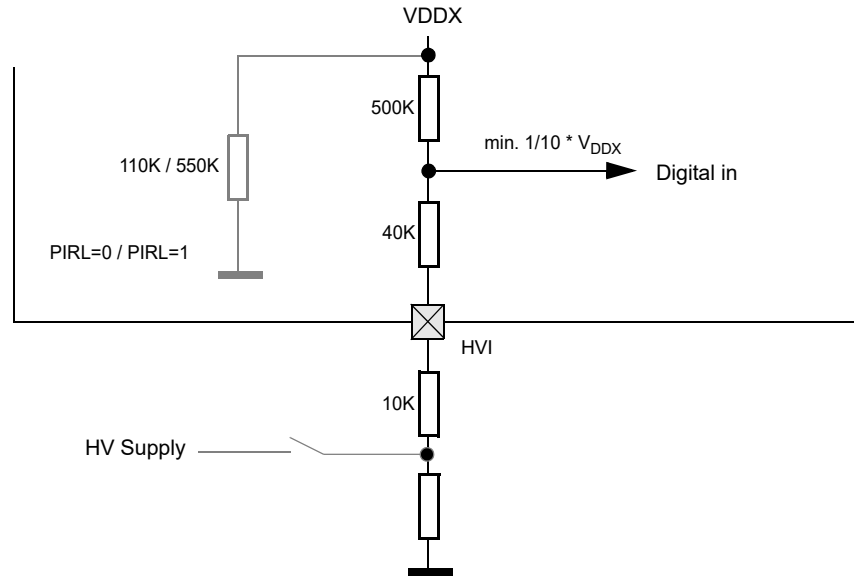 VDDX
500K
min. 1/10 * VDDX
110K / 550K
Digital in
40K
PIRL=0 / PIRL=1
HVI
10K
HV Supply